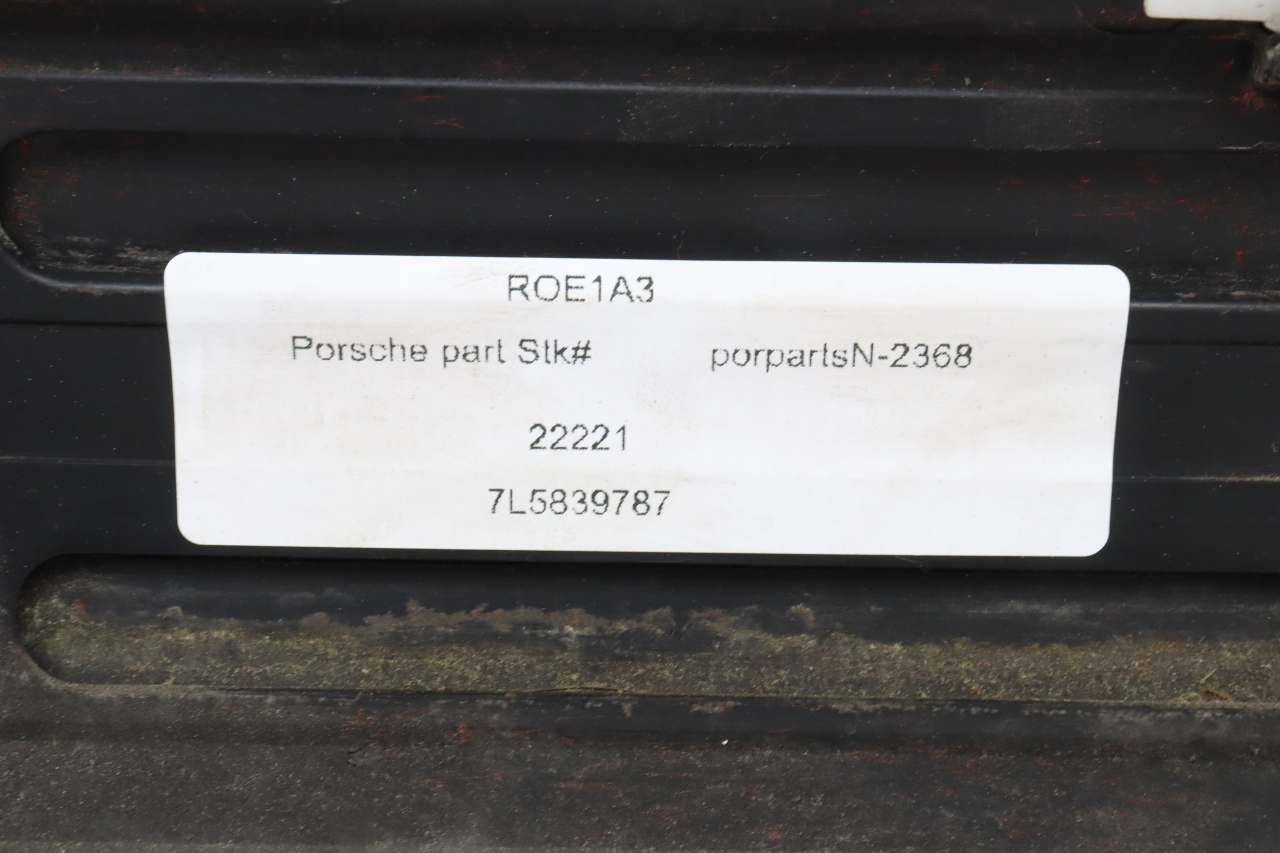 ROE1A3
Porsche part Stk# porpartsN-2368
22221
7L5839787